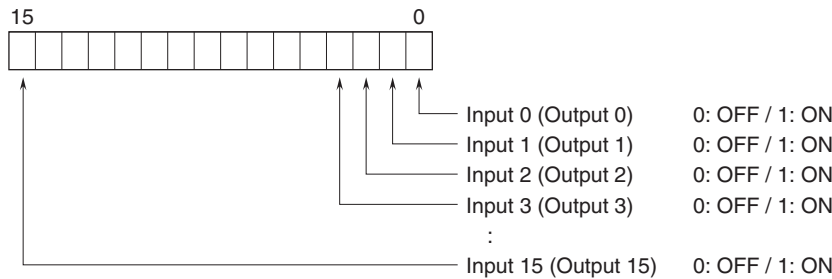 15 0
Input 0 (Output 0) 0: OFF / 1: ON
Input 1 (Output 1) 0: OFF / 1: ON
Input 2 (Output 2) 0: OFF / 1: ON
Input 3 (Output 3) 0: OFF / 1: ON
:
Input 15 (Output 15) 0: OFF / 1: ON